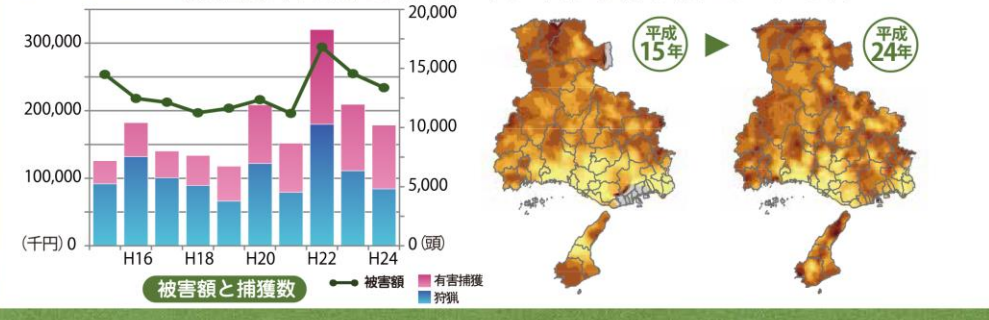 300,000
200,000
100,000
(千円) 0
20,000
15,000
10,000
5,000
0 (頭)
H16 H18 H20 H22 H24
被害額と捕獲数
被害額
有害捕獲
狩猟
平成
15年
平成
24年